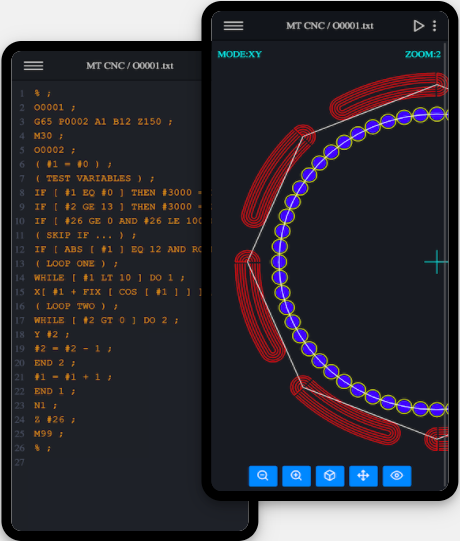 MT CNC / O0001.txt
1 % ;
2 O0001 ;
3 G65 P0002 A1 B12 Z150 ;
4 M30 ;
5 O0002 ;
6 ( #1 = #0 ) ;
7 ( TEST VARIABLES ) ;
8 IF [ #1 EQ #0 ] THEN #3000 =
9 IF [ #2 GE 13 ] THEN #3000 =
10 IF [ #26 GE 0 AND #26 LE 100
11 ( SKIP IF ... ) ;
12 IF [ ABS [ #1 ] EQ 12 AND RO
13 ( LOOP ONE ) ;
14 WHILE [ #1 LT 10 ] DO 1 ;
15 X[ #1 + FIX [ COS [ #1 ] ] ]
16 ( LOOP TWO ) ;
17 WHILE [ #2 GT 0 ] DO 2 ;
18 Y #2 ;
19 #2 = #2 - 1 ;
20 END 2 ;
21 #1 = #1 + 1 ;
22 END 1 ;
23 N1 ;
24 Z #26 ;
25 M99 ;
26 % ;
27
MT CNC / O0001.txt
MODE:XY ZOOM:2